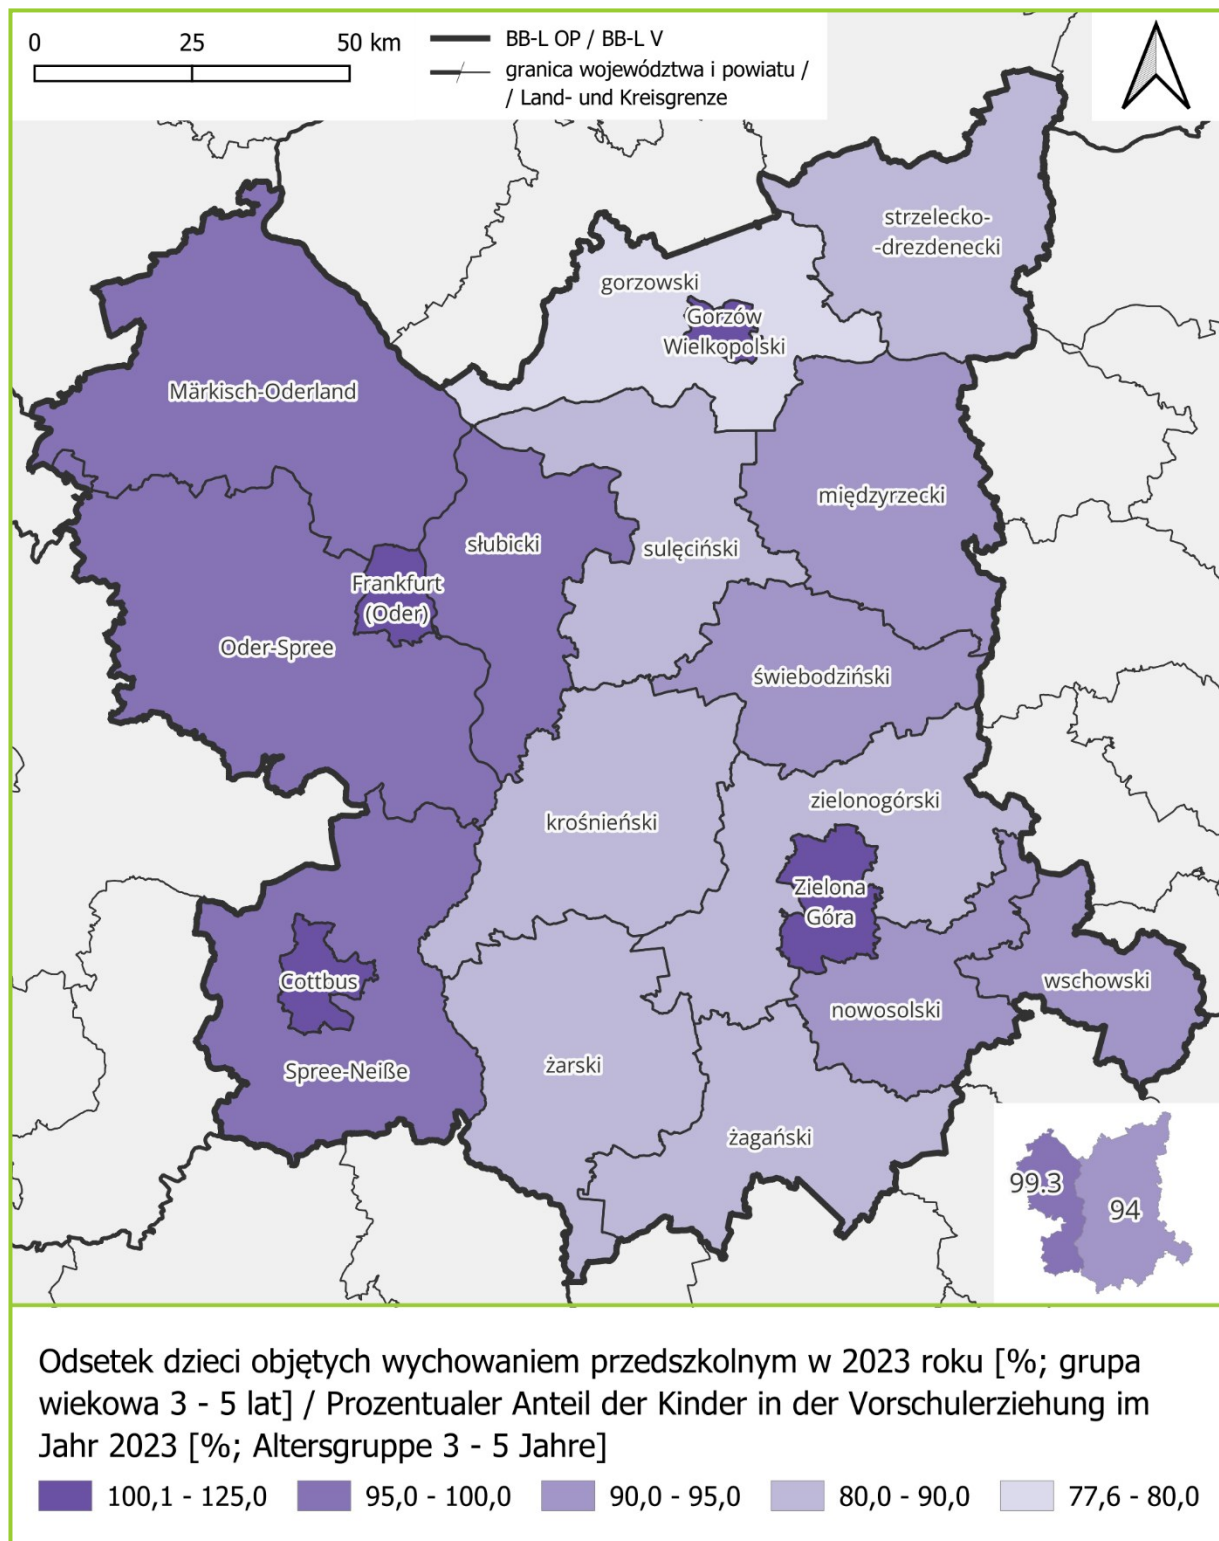 0 25 50 km
BB-L OP / BB-L V
granica województwa i powiatu /
/ Land- und Kreisgrenze
strzelecko-
-drezdenecki
gorzowski
Gorzów
Wielkopolski
Märkisch-Oderland
międzyrzecki
słubicki
sulęciński
Frankfurt
(Oder)
Oder-Spree
świebodziński
zielonogórski
krośnieński
Zielona
Góra
Cottbus
wschowski
nowosolski
żarski
Spree-Neiße
żagański
99.3
94
Odsetek dzieci objętych wychowaniem przedszkolnym w 2023 roku [%; grupa
wiekowa 3 - 5 lat] / Prozentualer Anteil der Kinder in der Vorschulerziehung im
Jahr 2023 [%; Altersgruppe 3 - 5 Jahre]
100,1 - 125,0 95,0 - 100,0 90,0 - 95,0 80,0 - 90,0 77,6 - 80,0